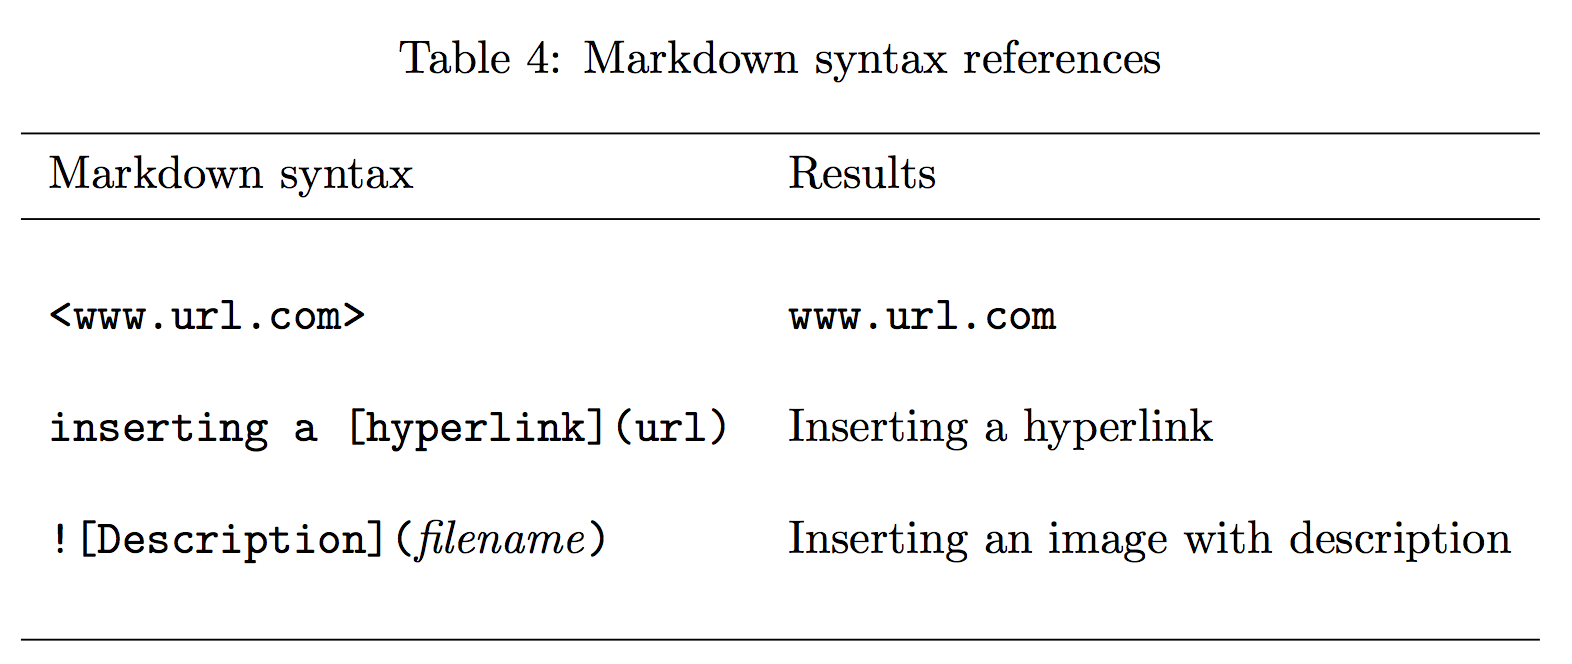 Table 4: Markdown syntax references
Markdown syntax Results
<www.url.com> www.url.com
inserting a [hyperlink](url) Inserting a hyperlink
![Description](filename) Inserting an image with description